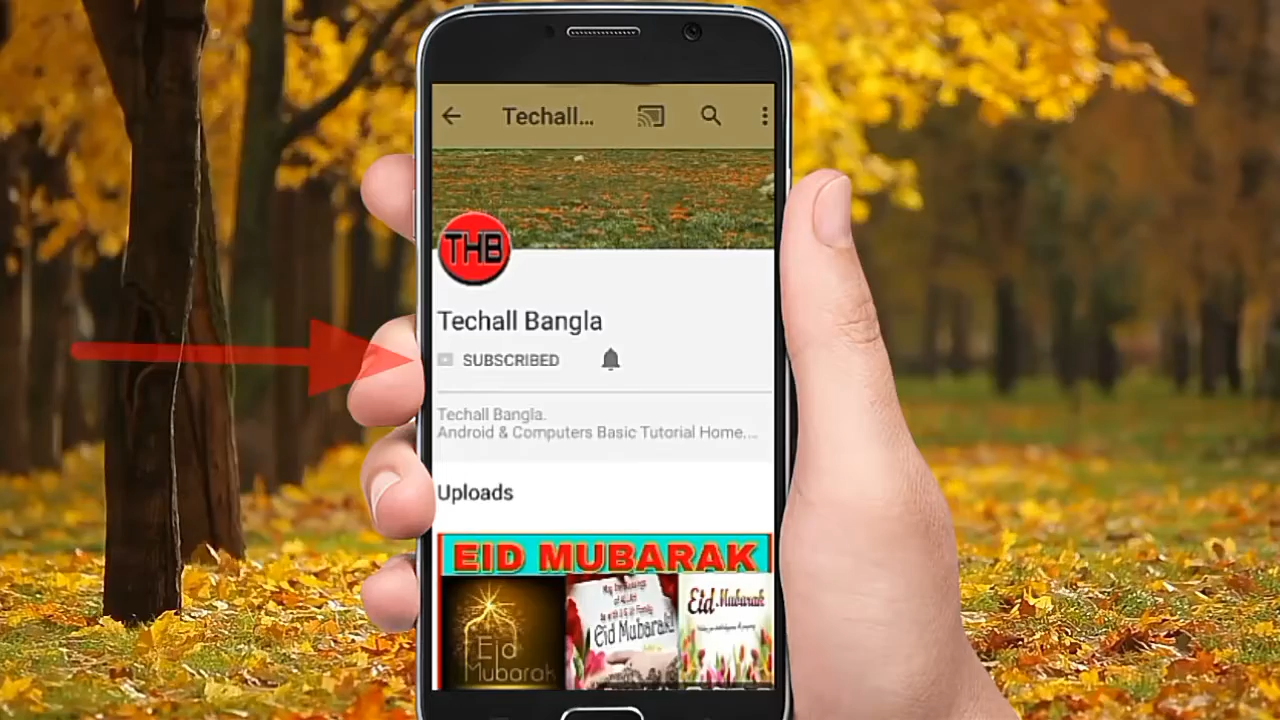 Techall...
THB
Techall Bangla
SUBSCRIBED
Techall Bangla.
Android & Computers Basic Tutorial Home....
Uploads
EID MUBARAK
Eid
Mubarak
Eid Mubarak!
Eid Mubarak